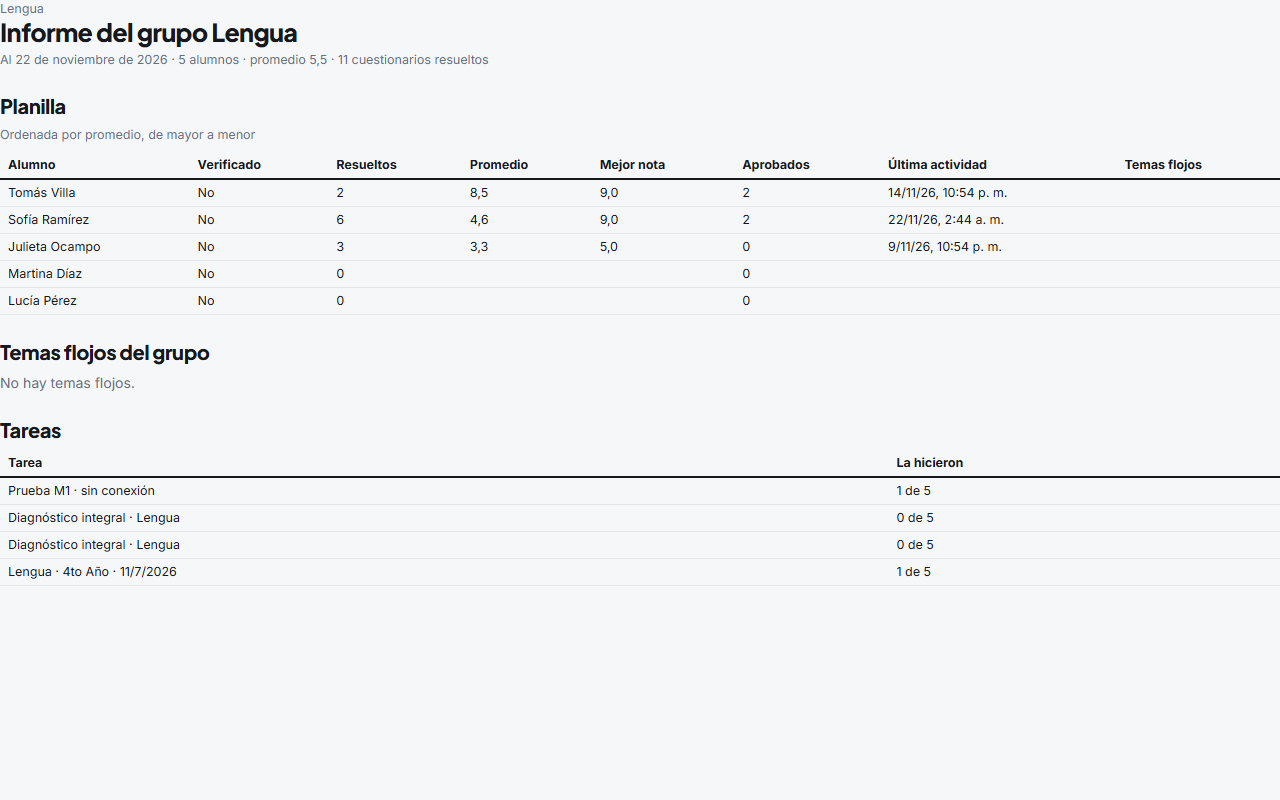 Lengua
Informe del grupo Lengua
Al 22 de noviembre de 2026 · 5 alumnos · promedio 5,5 · 11 cuestionarios resueltos
Planilla
Ordenada por promedio, de mayor a menor
Alumno Verificado Resueltos Promedio Mejor nota Aprobados Última actividad Temas flojos
Tomás Villa No 2 8,5 9,0 2 14/11/26, 10:54 p. m.
Sofía Ramírez No 6 4,6 9,0 2 22/11/26, 2:44 a. m.
Julieta Ocampo No 3 3,3 5,0 0 9/11/26, 10:54 p. m.
Martina Díaz No 0 0
Lucía Pérez No 0 0
Temas flojos del grupo
No hay temas flojos.
Tareas
Tarea La hicieron
Prueba M1 · sin conexión 1 de 5
Diagnóstico integral · Lengua 0 de 5
Diagnóstico integral · Lengua 0 de 5
Lengua · 4to Año · 11/7/2026 1 de 5